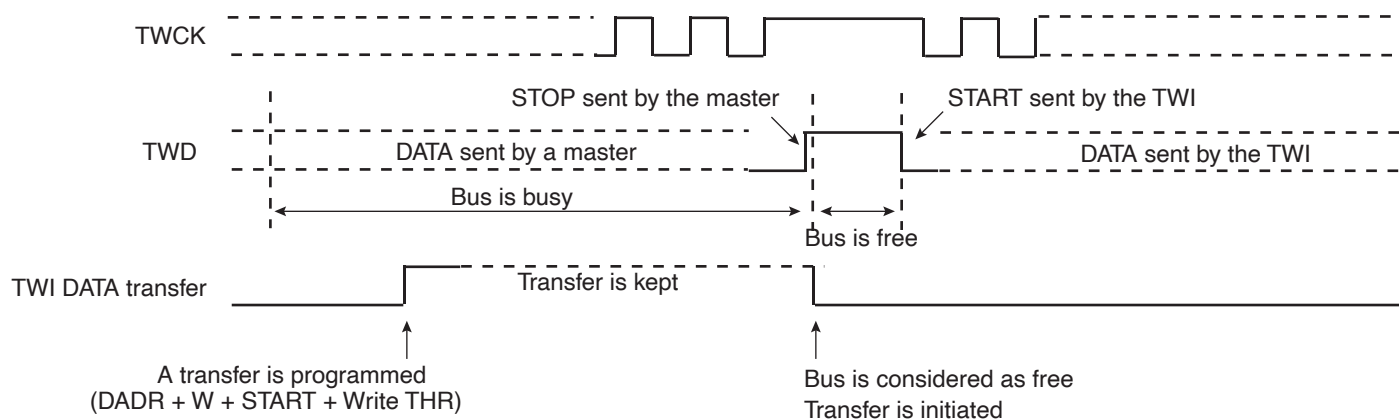 TWCK
STOP sent by the master
START sent by the TWI
TWD
DATA sent by a master
DATA sent by the TWI
Bus is busy
Bus is free
TWI DATA transfer
Transfer is kept
A transfer is programmed
(DADR + W + START + Write THR)
Bus is considered as free
Transfer is initiated